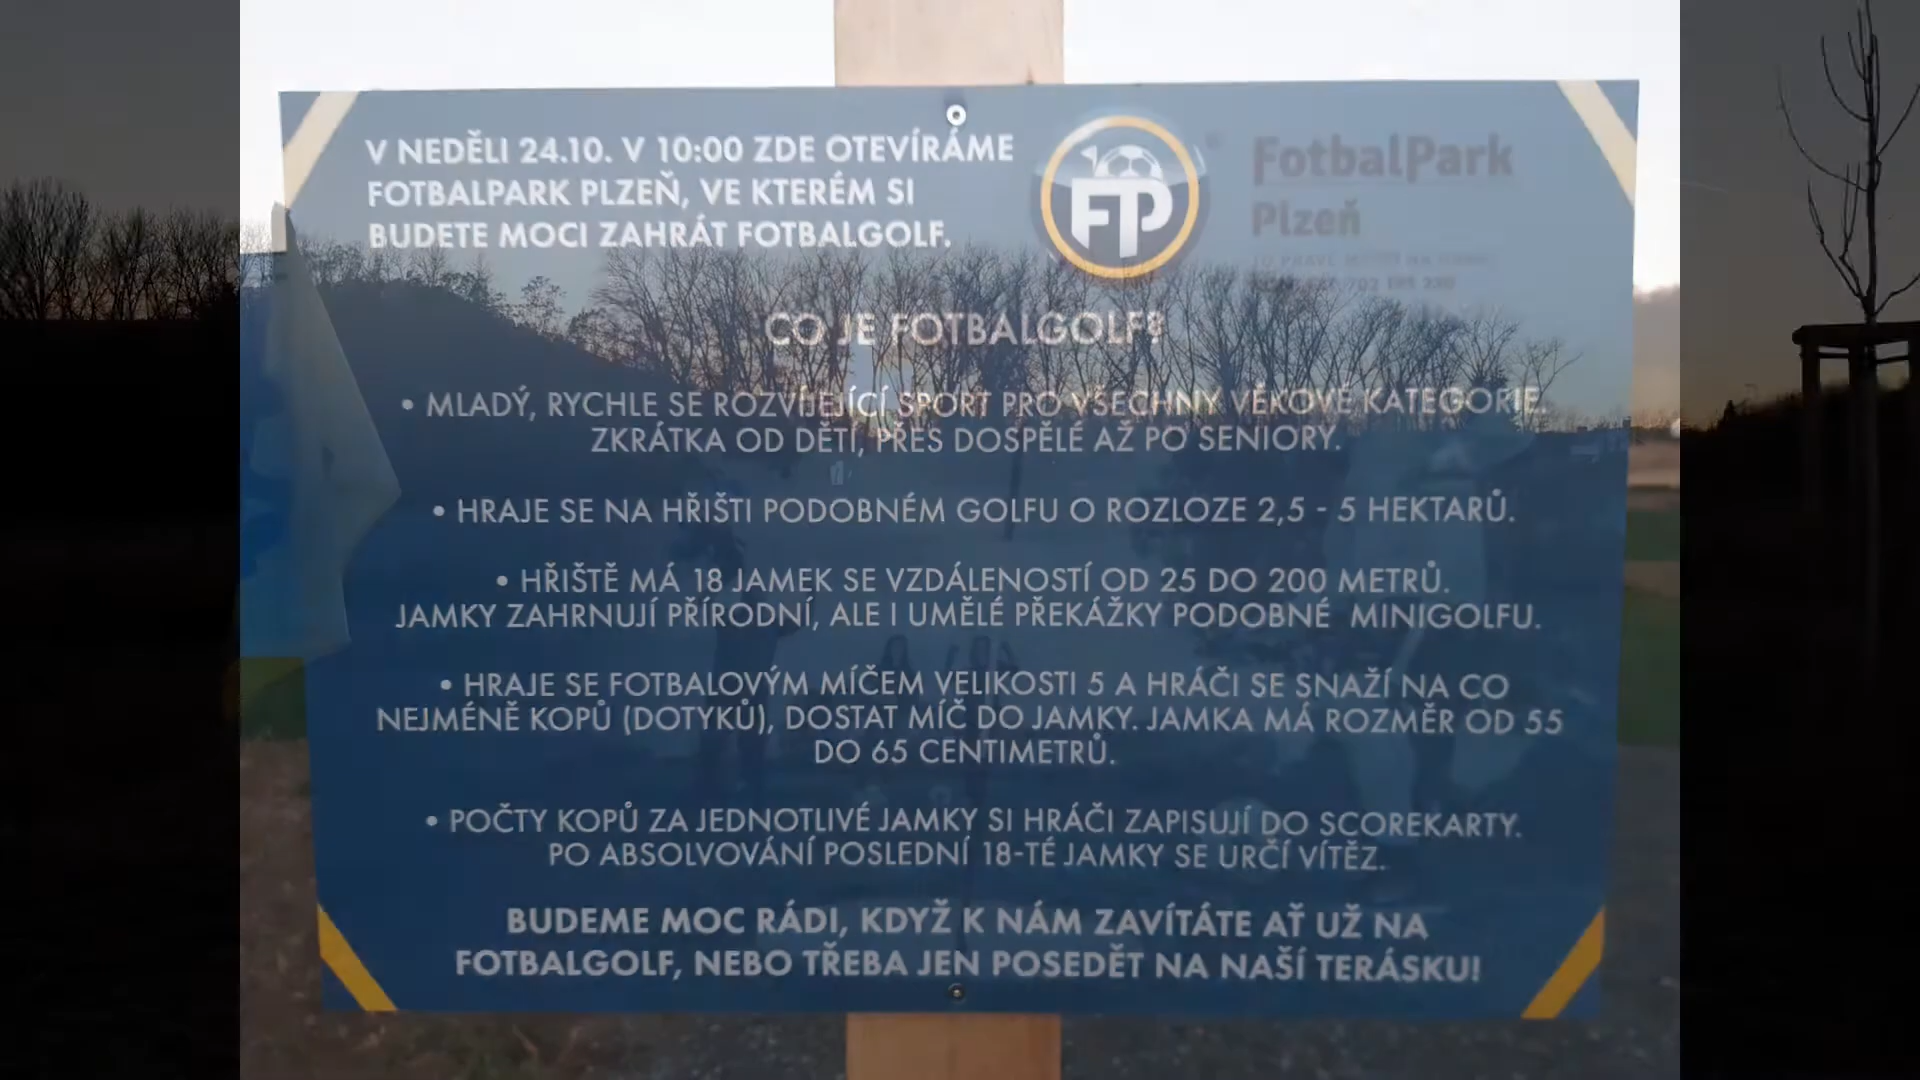 V NEDĚLI 24.10. V 10:00 ZDE OTEVÍRÁME
FOTBALPARK PLZEŇ, VE KTERÉM SI
BUDETE MOCI ZAHRÁT FOTBALGOLF.
FTP
FotbalPark
Plzeň
CO JE FOTBALGOLF?
• MLADÝ, RYCHLE SE ROZVÍJEJÍCÍ SPORT PRO VŠECHNY VĚKOVÉ KATEGORIE.
ZKRÁTKA OD DĚTÍ, PŘES DOSPĚLÉ AŽ PO SENIORY.
• HRAJE SE NA HŘIŠTI PODOBNÉM GOLFU O ROZLOZE 2,5 - 5 HEKTARŮ.
• HŘIŠTĚ MÁ 18 JAMEK SE VZDÁLENOSTÍ OD 25 DO 200 METRŮ.
JAMKY ZAHRNUJÍ PŘÍRODNÍ, ALE I UMĚLÉ PŘEKÁŽKY PODOBNÉ MINIGOLFU.
• HRAJE SE FOTBALOVÝM MÍČEM VELIKOSTI 5 A HRÁČI SE SNAŽÍ NA CO
NEJMÉNĚ KOPŮ (DOTYKŮ), DOSTAT MÍČ DO JAMKY. JAMKA MÁ ROZMĚR OD 55
DO 65 CENTIMETRŮ.
• POČTY KOPŮ ZA JEDNOTLIVÉ JAMKY SI HRÁČI ZAPISUJÍ DO SCOREKARTY.
PO ABSOLVOVÁNÍ POSLEDNÍ 18-TÉ JAMKY SE URČÍ VÍTĚZ.
BUDEME MOC RÁDI, KDYŽ K NÁM ZAVÍTÁTE AŤ UŽ NA
FOTBALGOLF, NEBO TŘEBA JEN POSEDĚT NA NAŠÍ TERÁSKU!